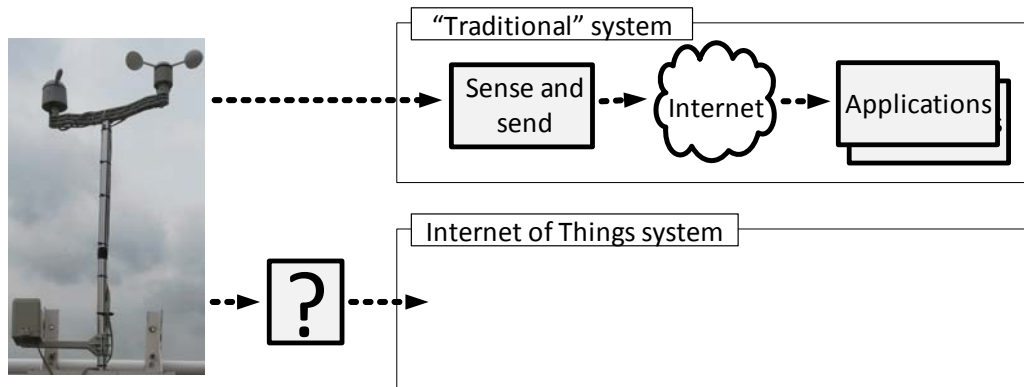 “Traditional” system
Sense and
send
Internet
Applications
s
Internet of Things system
?